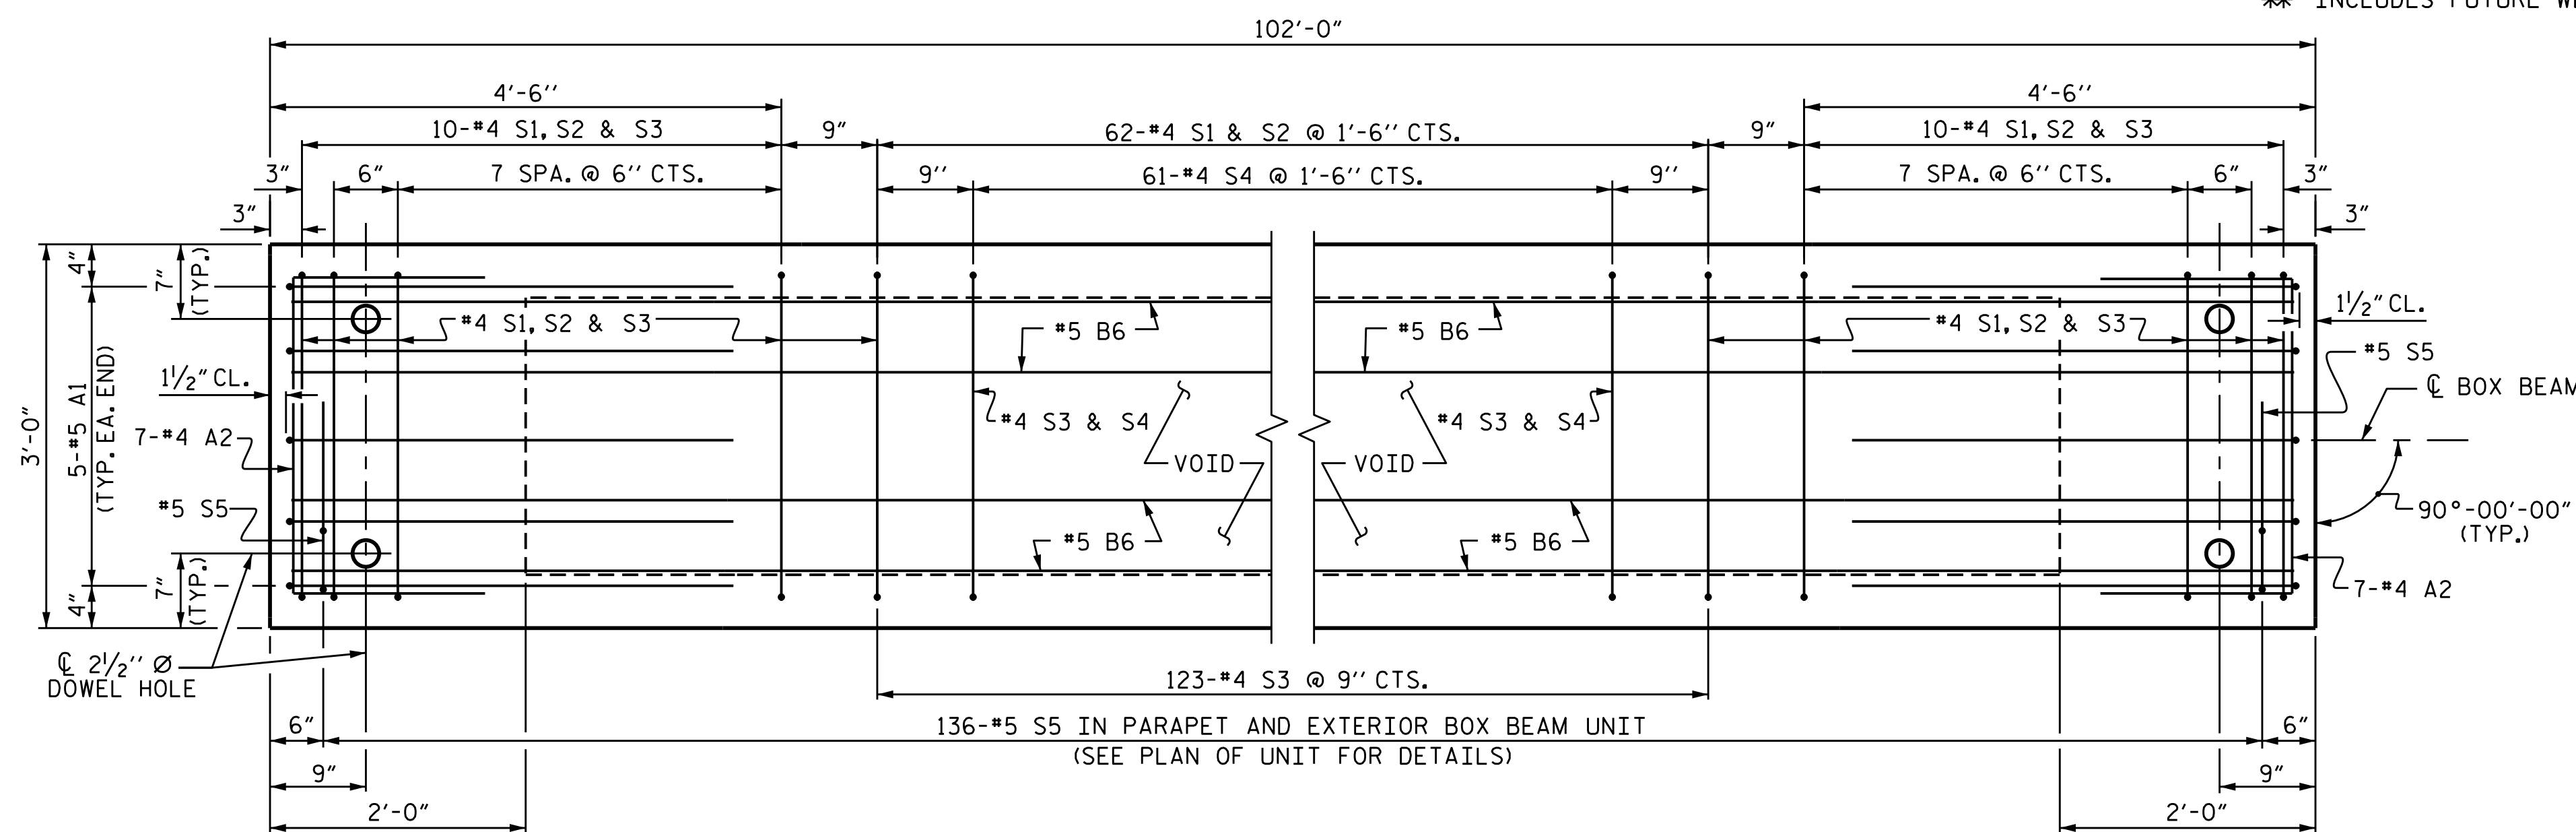 ** INCLUDES FUTURE
102'-0"
4'-6''
4'-6''
10-#4 S1, S2 & S3
9"
62-#4 S1 & S2 @ 1'-6'' CTS.
9"
10-#4 S1, S2 & S3
3"
6"
7 SPA. @ 6'' CTS.
9''
61-#4 S4 @ 1'-6'' CTS.
9''
7 SPA. @ 6'' CTS.
6"
3"
3"
3"
4"
7"
(TYP.)
#4 S1, S2 & S3
#5 B6
#5 B6
#4 S1, S2 & S3
1½" CL.
#5 S5
3'-0"
5-#5 A1
(TYP. EA. END)
1½" CL.
℄ BOX BEAM
7-#4 A2
#4 S3 & S4
#4 S3 & S4
VOID
VOID
#5 S5
#5 B6
#5 B6
90°-00'-00"
(TYP.)
4"
7"
(TYP.)
7-#4 A2
℄ 2½'' Ø
DOWEL HOLE
123-#4 S3 @ 9'' CTS.
6"
136-#5 S5 IN PARAPET AND EXTERIOR BOX BEAM UNIT
6"
(SEE PLAN OF UNIT FOR DETAILS)
9"
9"
2'-0"
2'-0"